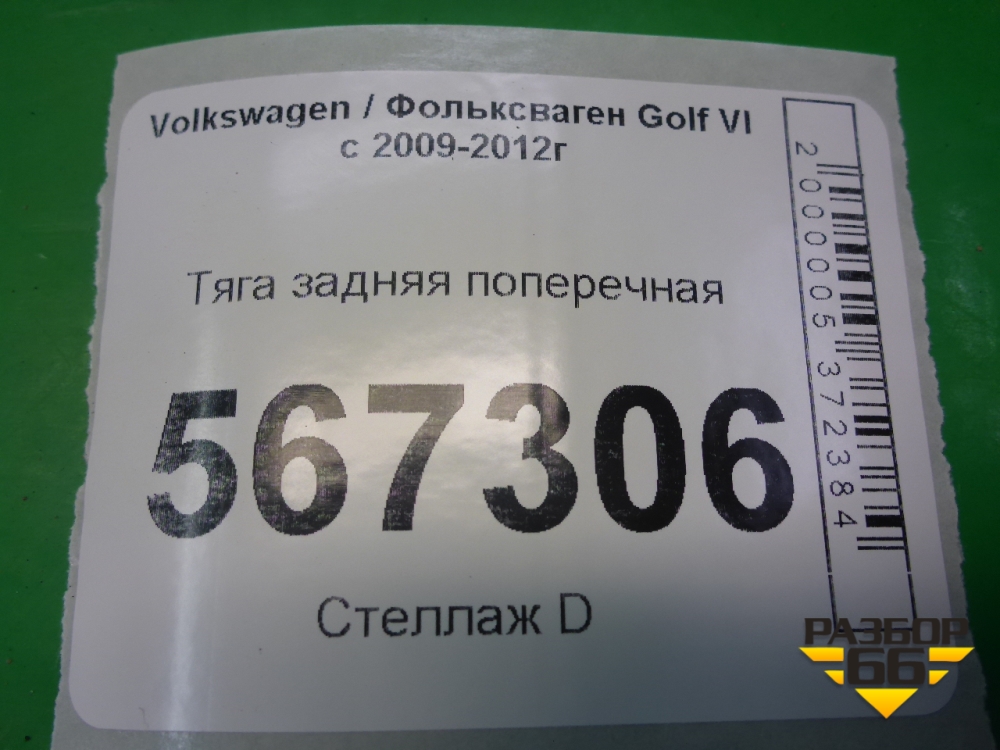 Volkswagen / Фольксваген Golf VI
с 2009-2012г
Тяга задняя поперечная
567306
Стеллаж D
2000005372384
РАЗБОР
66